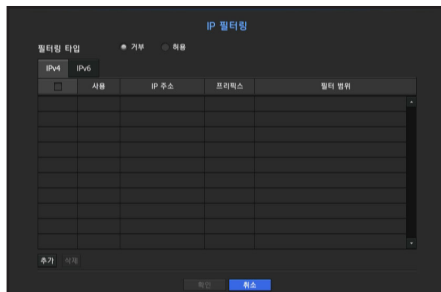 IP 필터링
필터링 타입 거부 허용
IPv4 IPv6
사용 IP 주소 프리픽스 필터 범위
추가 삭제
확인 취소